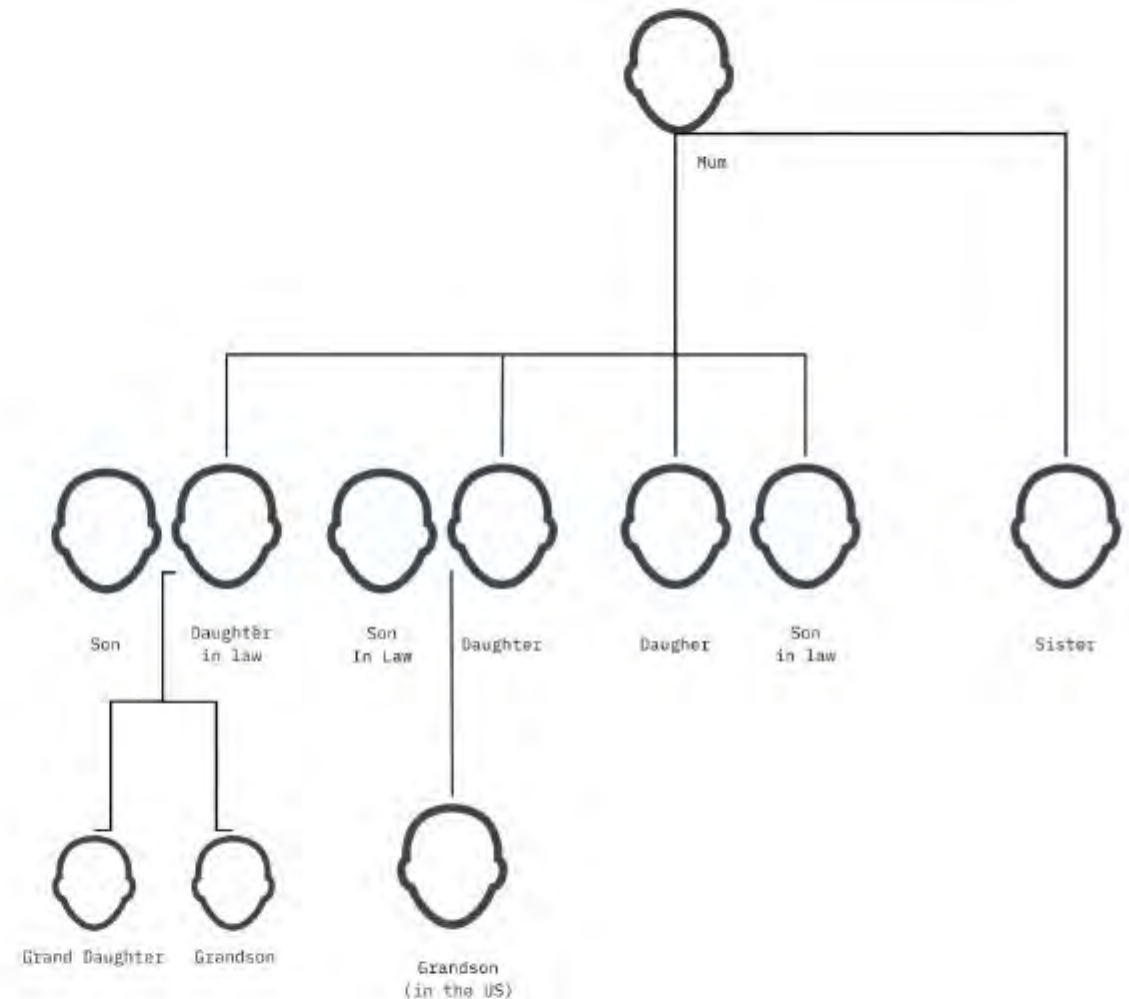 Mum
Son
Daughter
in law
Son
In Law
Daughter
Daugher
Son
in law
Sister
Grand Daughter
Grandson
Grandson
(in the US)